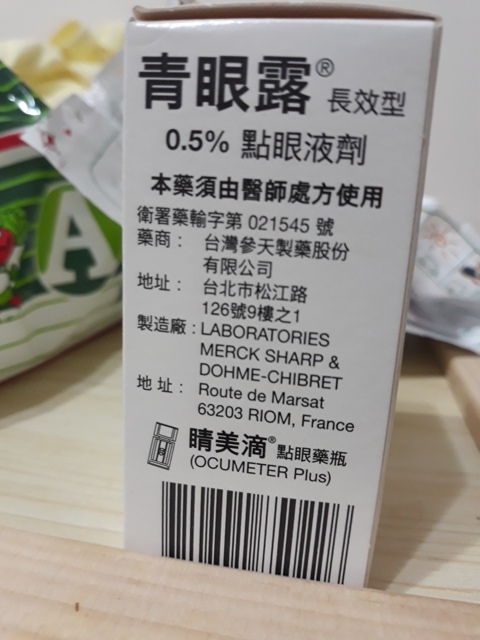 青眼露® 長效型
0.5% 點眼液劑
本藥須由醫師處方使用
衛署藥輸字第 021545 號
藥商： 台灣參天製藥股份
有限公司
地址： 台北市松江路
126號9樓之1
製造廠：LABORATORIES
MERCK SHARP &
DOHME-CHIBRET
地址： Route de Marsat
63203 RIOM, France
睛美滴® 點眼藥瓶
(OCUMETER Plus)
A